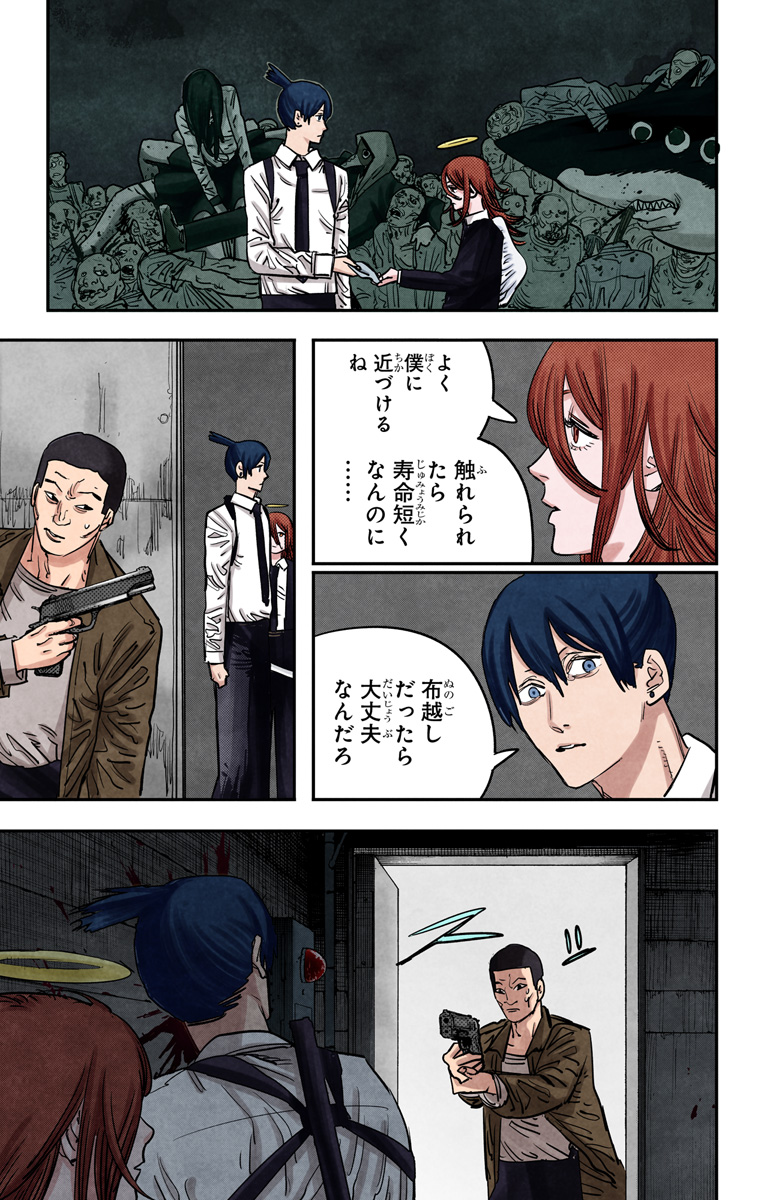 よく
僕に
近づける
ね
触れられ
たら
寿命短く
なんのに
……
布越し
だったら
大丈夫
なんだろ
ズ!!